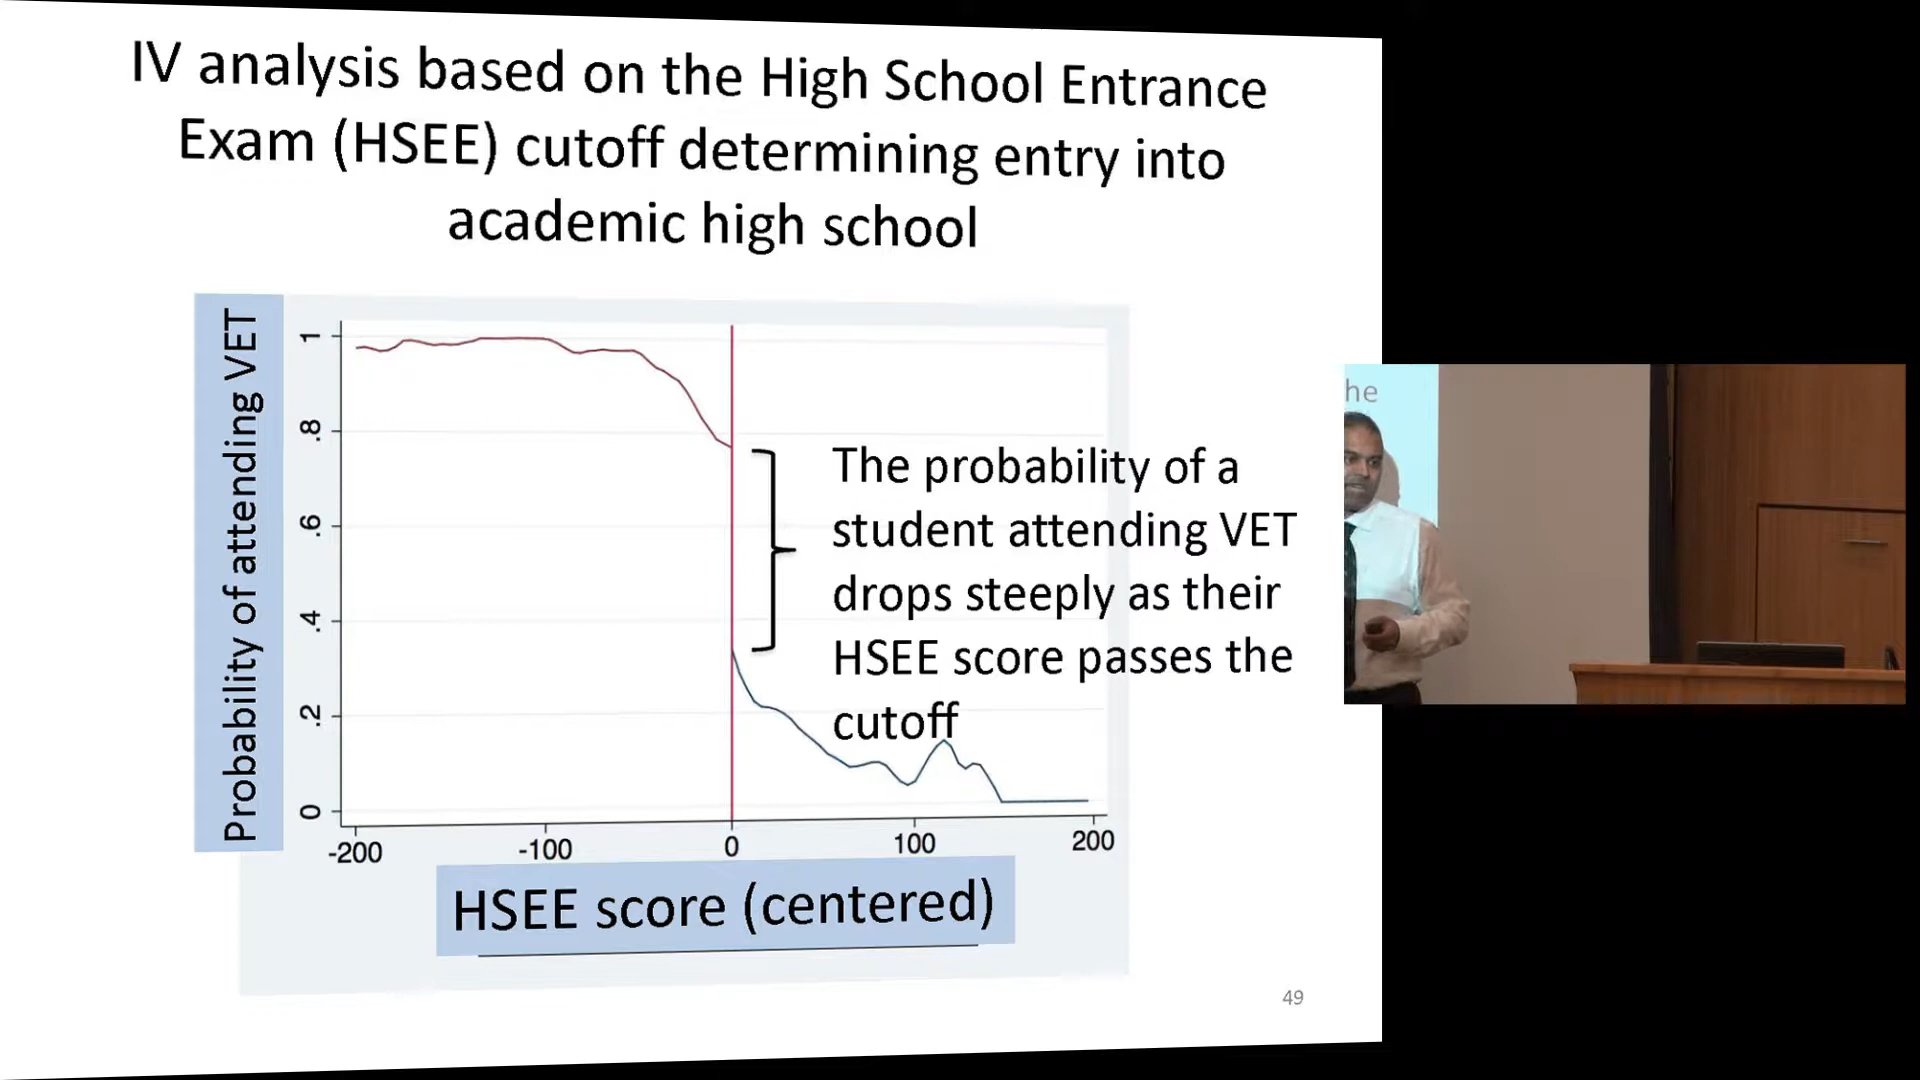 IV analysis based on the High School Entrance
Exam (HSEE) cutoff determining entry into
academic high school
Probability of attending VET
1
.8
.6
.4
.2
0
The probability of a
student attending VET
drops steeply as their
HSEE score passes the
cutoff
-200
-100
0
100
200
HSEE score (centered)
49
he